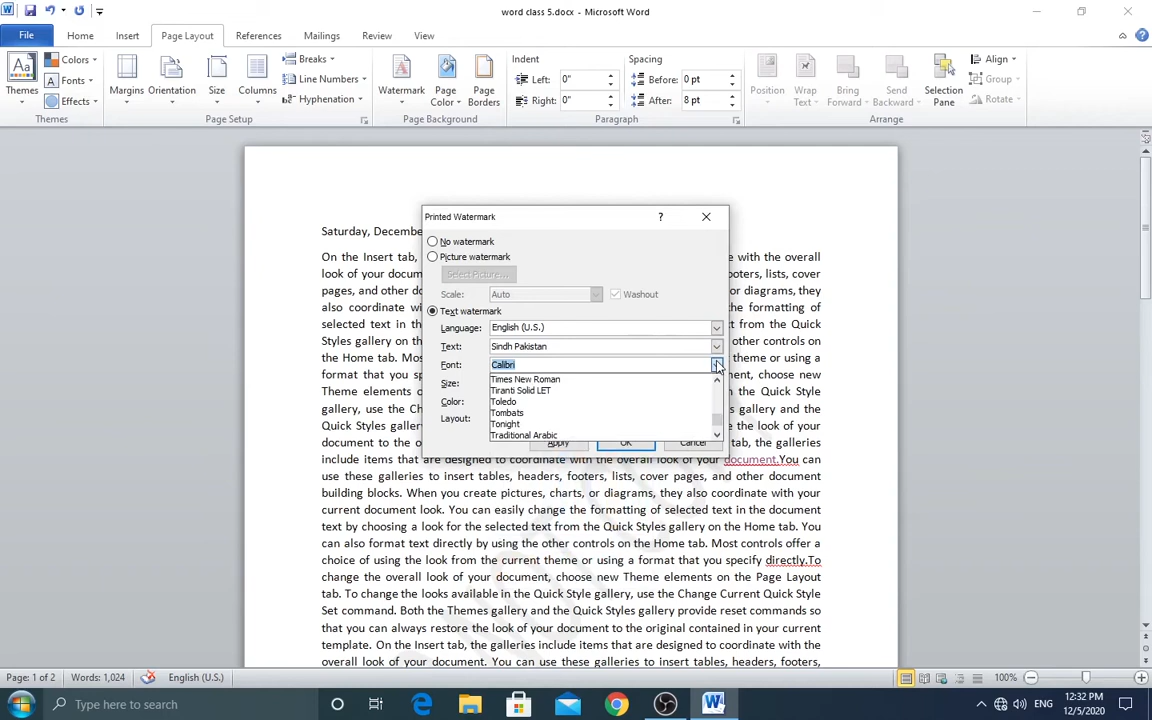 word class 5.docx - Microsoft Word
File Home Insert Page Layout References Mailings Review View
Themes
Colors
Fonts
Effects
Themes
Margins
Orientation
Size
Columns
Breaks
Line Numbers
Hyphenation
Page Setup
Watermark
Page Color
Page Borders
Page Background
Indent
Left: 0"
Right: 0"
Spacing
Before: 0 pt
After: 8 pt
Paragraph
Position
Wrap Text
Bring Forward
Send Backward
Selection Pane
Align
Group
Rotate
Arrange
Printed Watermark
?
No watermark
Picture watermark
Select Picture...
Scale: Auto
Washout
Text watermark
Language: English (U.S.)
Text: Sindh Pakistan
Font: Calibri
Size:
Color:
Layout:
Times New Roman
Tiranti Solid LET
Toledo
Tombats
Tonight
Traditional Arabic
Apply
OK
Cancel
Saturday, Decembe
On the Insert tab, with the overall
look of your docum ooters, lists, cover
pages, and other do or diagrams, they
also coordinate wi the formatting of
selected text in th xt from the Quick
Styles gallery on th other controls on
the Home tab. Mos theme or using a
format that you spe ayout tab, choose new
Theme elements on
gallery, use the Ch
gallery and the Qu
your document to t
document to the or tab, the galleries
include items that are designed to coordinate with the overall look of your document.You can
use these galleries to insert tables, headers, footers, lists, cover pages, and other document
building blocks. When you create pictures, charts, or diagrams, they also coordinate with your
current document look. You can easily change the formatting of selected text in the document
text by choosing a look for the selected text from the Quick Styles gallery on the Home tab. You
can also format text directly by using the other controls on the Home tab. Most controls offer a
choice of using the look from the current theme or using a format that you specify directly.To
change the overall look of your document, choose new Theme elements on the Page Layout
tab. To change the looks available in the Quick Style gallery, use the Change Current Quick Style
Set command. Both the Themes gallery and the Quick Styles gallery provide reset commands so
that you can always restore the look of your document to the original contained in your current
template. On the Insert tab, the galleries include items that are designed to coordinate with the
overall look of your document. You can use these galleries to insert tables, headers, footers,
Page: 1 of 2 Words: 1,024 English (U.S.) 100%
Type here to search
ENG
12:32 PM
12/5/2020